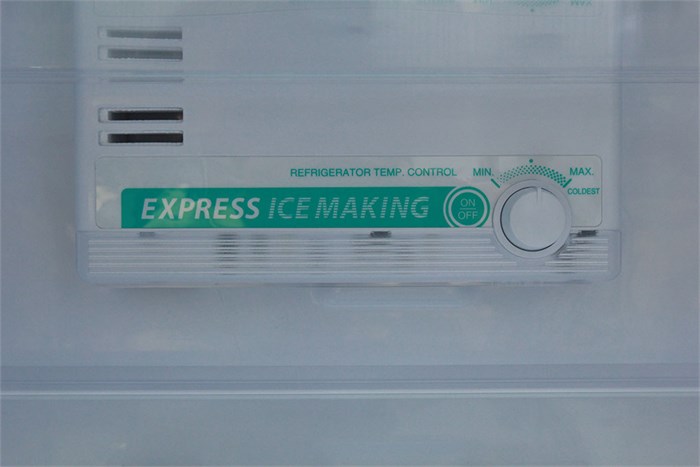 REFRIGERATOR TEMP. CONTROL MIN. MAX.
COLDEST
EXPRESS ICE MAKING ON
OFF